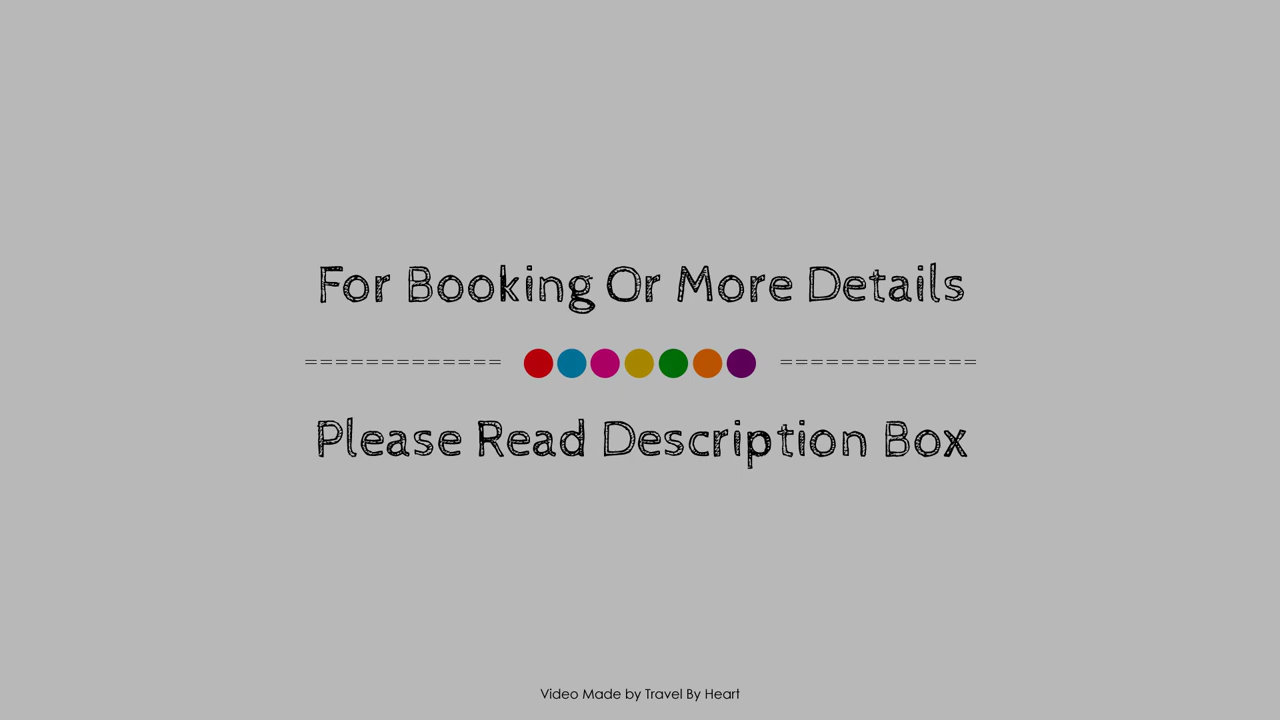 For Booking Or More Details
============= =============
Please Read Description Box
Video Made by Travel By Heart